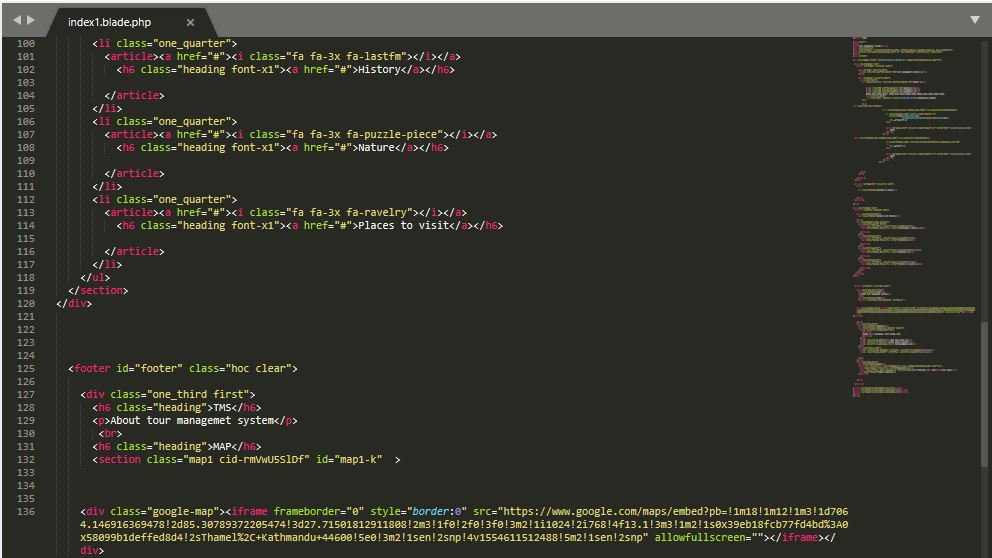 index1.blade.php
100 <li class="one_quarter">
101 <article><a href="#"><i class="fa fa-3x fa-lastfm"></i></a>
102 <h6 class="heading font-x1"><a href="#">History</a></h6>
103
104 </article>
105 </li>
106 <li class="one_quarter">
107 <article><a href="#"><i class="fa fa-3x fa-puzzle-piece"></i></a>
108 <h6 class="heading font-x1"><a href="#">Nature</a></h6>
109
110 </article>
111 </li>
112 <li class="one_quarter">
113 <article><a href="#"><i class="fa fa-3x fa-ravelry"></i></a>
114 <h6 class="heading font-x1"><a href="#">Places to visit</a></h6>
115
116 </article>
117 </li>
118 </ul>
119 </section>
120 </div>
121
122
123
124
125 <footer id="footer" class="hoc clear">
126
127 <div class="one_third first">
128 <h6 class="heading">TMS</h6>
129 <p>About tour managemet system</p>
130 <br>
131 <h6 class="heading">MAP</h6>
132 <section class="map1 cid-rmVwU5SlDf" id="map1-k" >
133
134
135
136 <div class="google-map"><iframe frameborder="0" style="border:0" src="https://www.google.com/maps/embed?pb=!1m18!1m12!1m3!1d706
4.146916369478!2d85.30789372205474!3d27.71501812911808!2m3!1f0!2f0!3f0!3m2!1i1024!2i768!4f13.1!3m3!1m2!1s0x39eb18fcb77fd4bd%3A0
x58099b1deffed8d4!2sThamel%2C+Kathmandu+44600!5e0!3m2!1sen!2snp!4v1554611512488!5m2!1sen!2snp" allowfullscreen=""></iframe></
div>